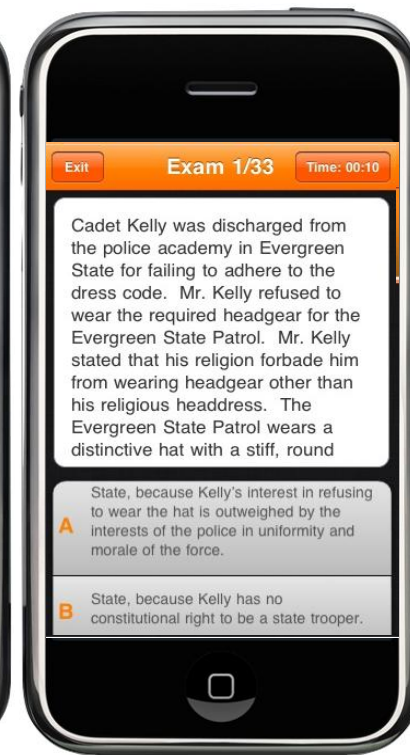 Exit
Exam 1/33
Time: 00:10
Cadet Kelly was discharged from
the police academy in Evergreen
State for failing to adhere to the
dress code. Mr. Kelly refused to
wear the required headgear for the
Evergreen State Patrol. Mr. Kelly
stated that his religion forbade him
from wearing headgear other than
his religious headdress. The
Evergreen State Patrol wears a
distinctive hat with a stiff, round
A
State, because Kelly's interest in refusing
to wear the hat is outweighed by the
interests of the police in uniformity and
morale of the force.
B
State, because Kelly has no
constitutional right to be a state trooper.